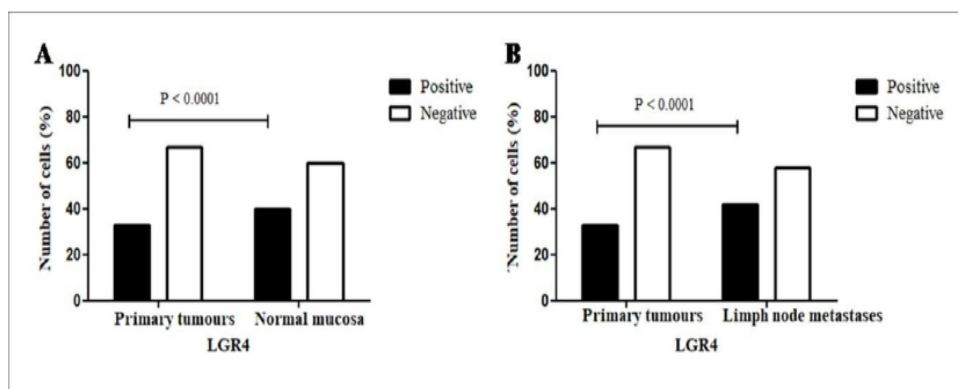 A
100
80
60
40
20
0
Number of cells (%)
P < 0.0001
Positive
Negative
Primary tumours Normal mucosa
LGR4
B
100
80
60
40
20
0
'Number of cells (%)
P < 0.0001
Positive
Negative
Primary tumours Limph node metastases
LGR4